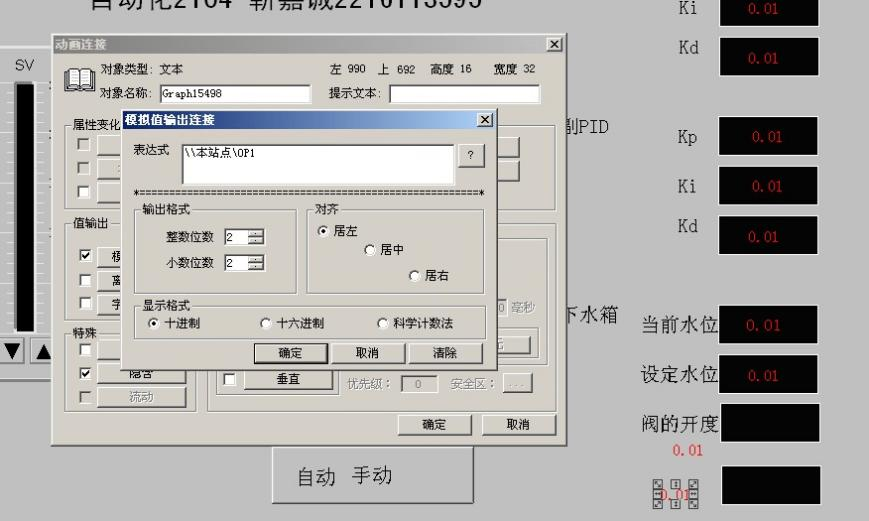 自动化2104 靳嘉诚2210113595
Ki 0.01
Kd 0.01
SV
动画连接
对象类型: 文本 左 990 上 692 高度 16 宽度 32
对象名称: Graph15498 提示文本:
属性变化
模拟值输出连接
表达式 \\本站点\OP1 ?
副PID
Kp 0.01
Ki 0.01
Kd 0.01
*==================================================*
输出格式 对齐
整数位数 2
小数位数 2
居左
居中
居右
值输出
模
离
字
显示格式
十进制 十六进制 科学计数法
毫秒
确定 取消 清除
特殊
隐含
流动
垂直 优先级: 0 安全区: ...
确定 取消
下水箱
当前水位 0.01
设定水位 0.01
阀的开度
0.01
0.01
自动 手动